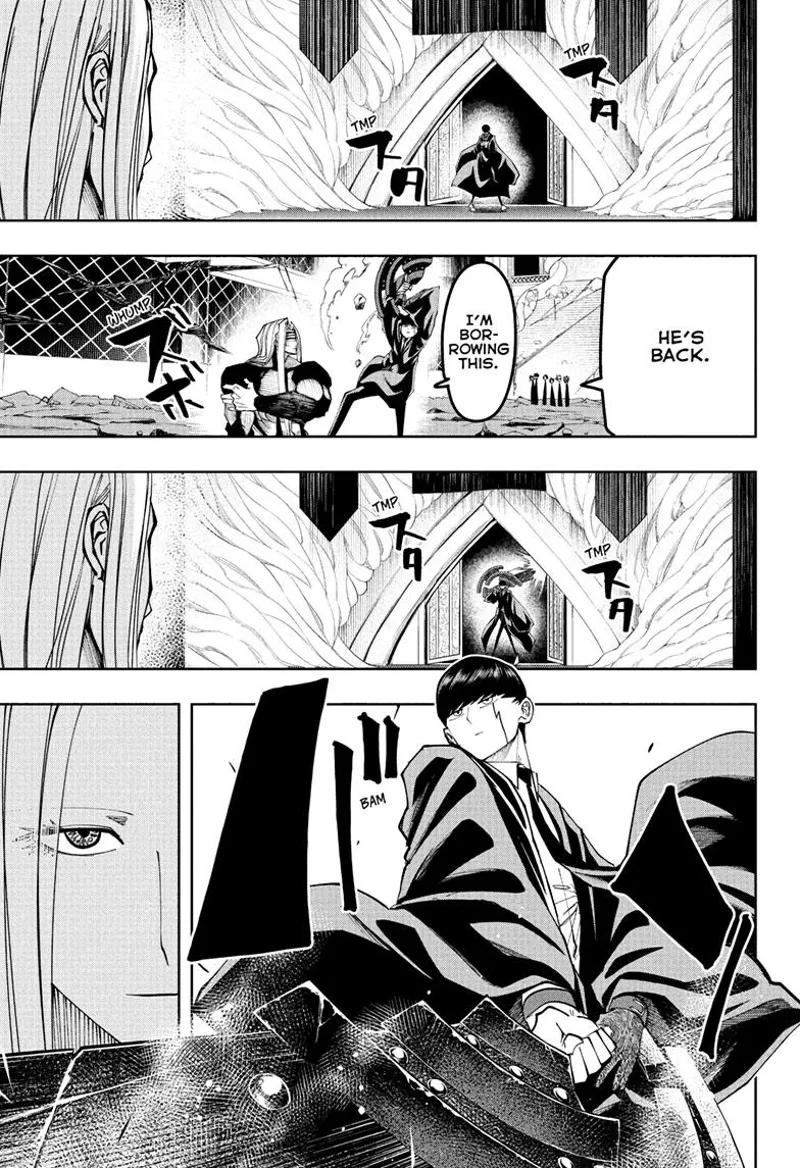 TMP
スタ
TMP
スタ
HE'S
BACK.
I'M
BOR-
ROWING
THIS.
WHUMP
ズボ
TMP
スタ
TMP
スタ
BAM